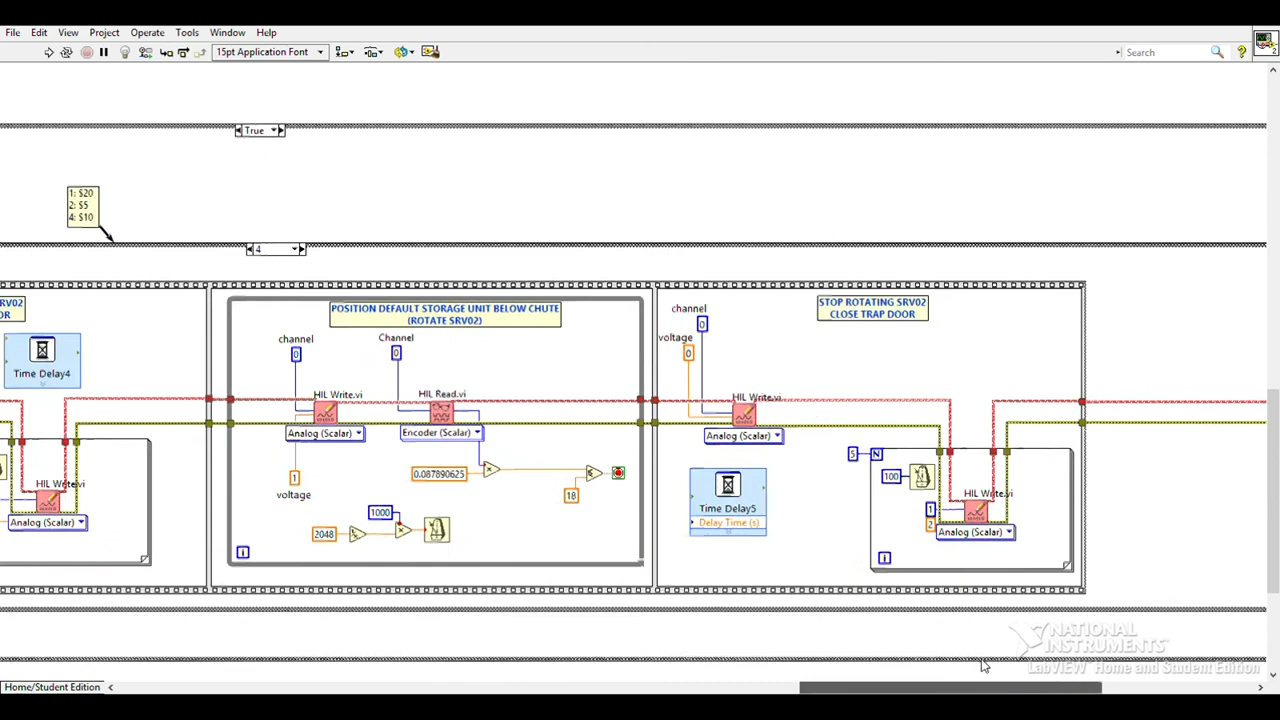 File Edit View Project Operate Tools Window Help
15pt Application Font
Search
2
True
1: $20
2: $5
4: $10
4
RV02
OR
Time Delay4
HIL Write.vi
Analog (Scalar)
POSITION DEFAULT STORAGE UNIT BELOW CHUTE
(ROTATE SRV02)
channel
0
Channel
0
HIL Write.vi
HIL Read.vi
Analog (Scalar)
Encoder (Scalar)
1
voltage
0.087890625
18
1000
2048
i
STOP ROTATING SRV02
CLOSE TRAP DOOR
channel
0
voltage
0
HIL Write.vi
Analog (Scalar)
Time Delay5
Delay Time (s)
5
N
100
HIL Write.vi
1
2
Analog (Scalar)
i
NATIONAL
INSTRUMENTS
LabVIEW Home and Student Edition
Home/Student Edition